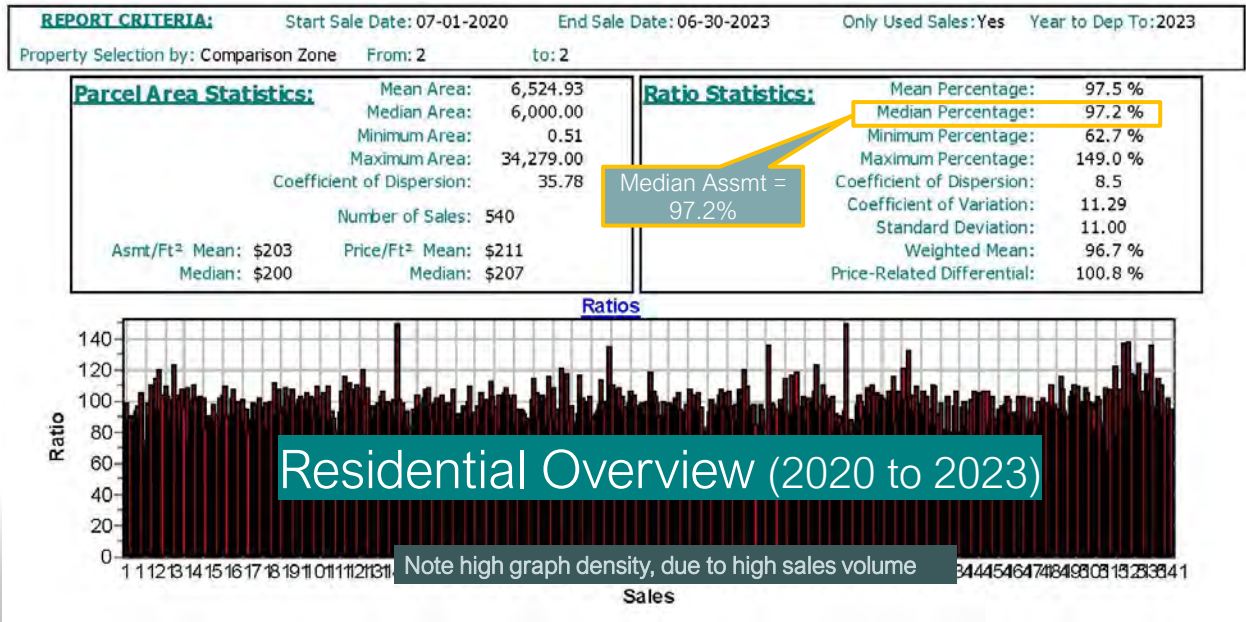 REPORT CRITERIA: Start Sale Date: 07-01-2020 End Sale Date: 06-30-2023 Only Used Sales: Yes Year to Dep To: 2023
Property Selection by: Comparison Zone From: 2 to: 2
Parcel Area Statistics:
Mean Area: 6,524.93
Median Area: 6,000.00
Minimum Area: 0.51
Maximum Area: 34,279.00
Coefficient of Dispersion: 35.78
Number of Sales: 540
Asmt/Ft² Mean: $203 Price/Ft² Mean: $211
Median: $200 Median: $207
Ratio Statistics:
Mean Percentage: 97.5 %
Median Percentage: 97.2 %
Minimum Percentage: 62.7 %
Maximum Percentage: 149.0 %
Coefficient of Dispersion: 8.5
Coefficient of Variation: 11.29
Standard Deviation: 11.00
Weighted Mean: 96.7 %
Price-Related Differential: 100.8 %
Median Assmt =
97.2%
Ratios
140
120
100
80
60
40
20
0
Ratio
Residential Overview (2020 to 2023)
Note high graph density, due to high sales volume
Sales